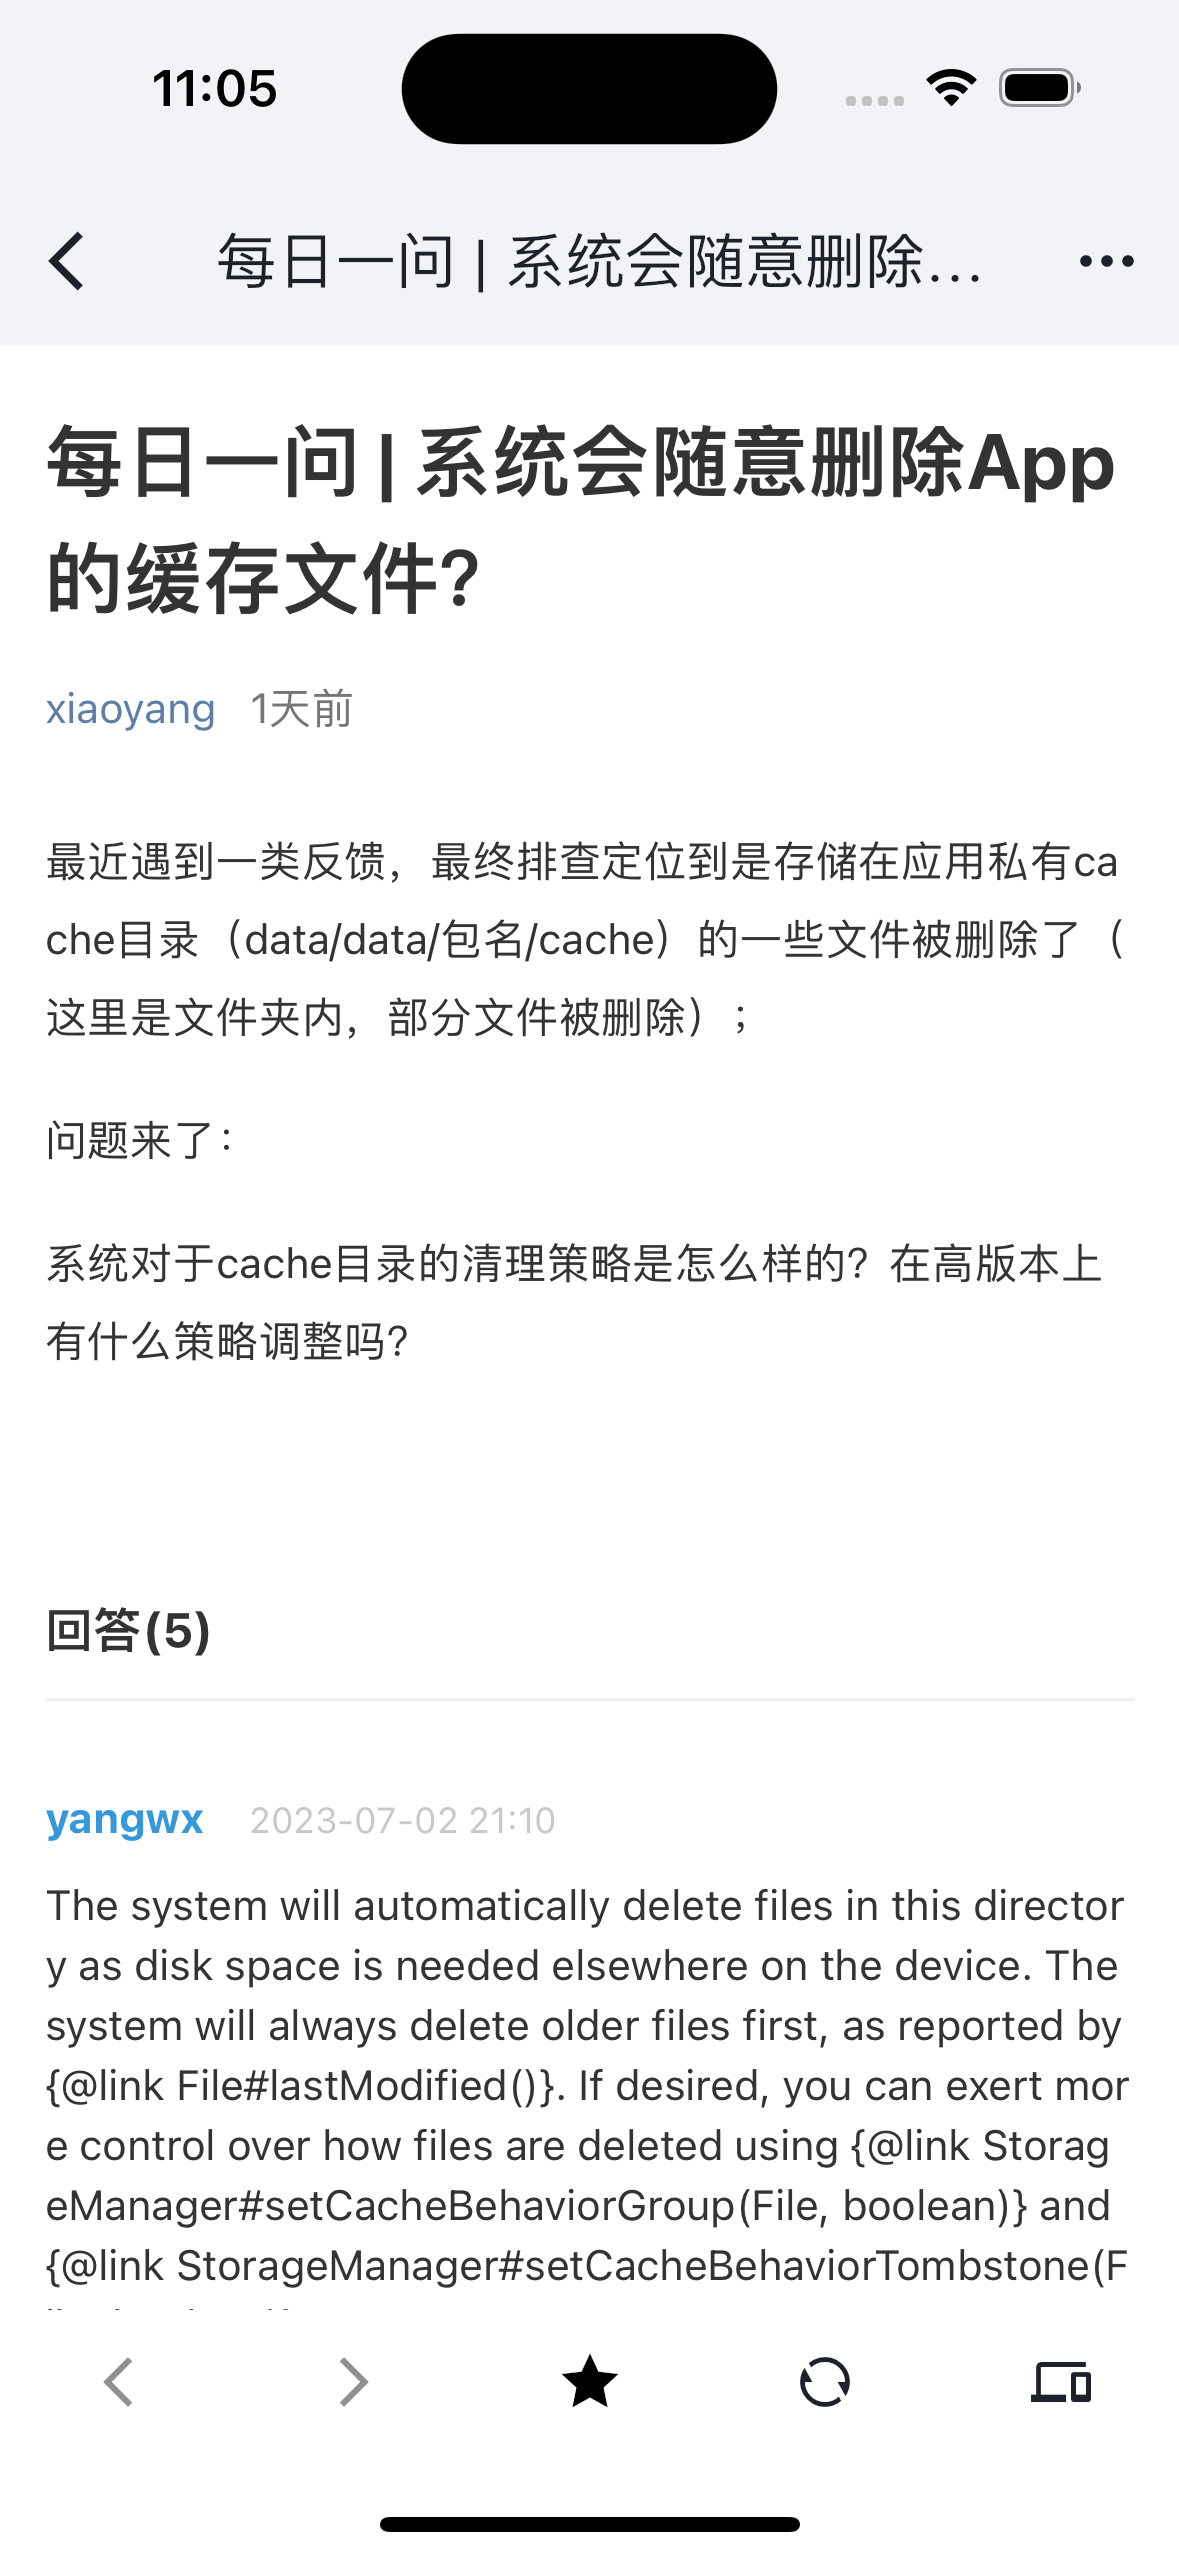 11:05
每日一问 | 系统会随意删除...
每日一问 | 系统会随意删除App
的缓存文件?
xiaoyang 1天前
最近遇到一类反馈，最终排查定位到是存储在应用私有ca
che目录（data/data/包名/cache）的一些文件被删除了（
这里是文件夹内，部分文件被删除）；
问题来了：
系统对于cache目录的清理策略是怎么样的？在高版本上
有什么策略调整吗?
回答(5)
yangwx 2023-07-02 21:10
The system will automatically delete files in this director
y as disk space is needed elsewhere on the device. The
system will always delete older files first, as reported by
{@link File#lastModified()}. If desired, you can exert mor
e control over how files are deleted using {@link Storag
eManager#setCacheBehaviorGroup(File, boolean)} and
{@link StorageManager#setCacheBehaviorTombstone(F